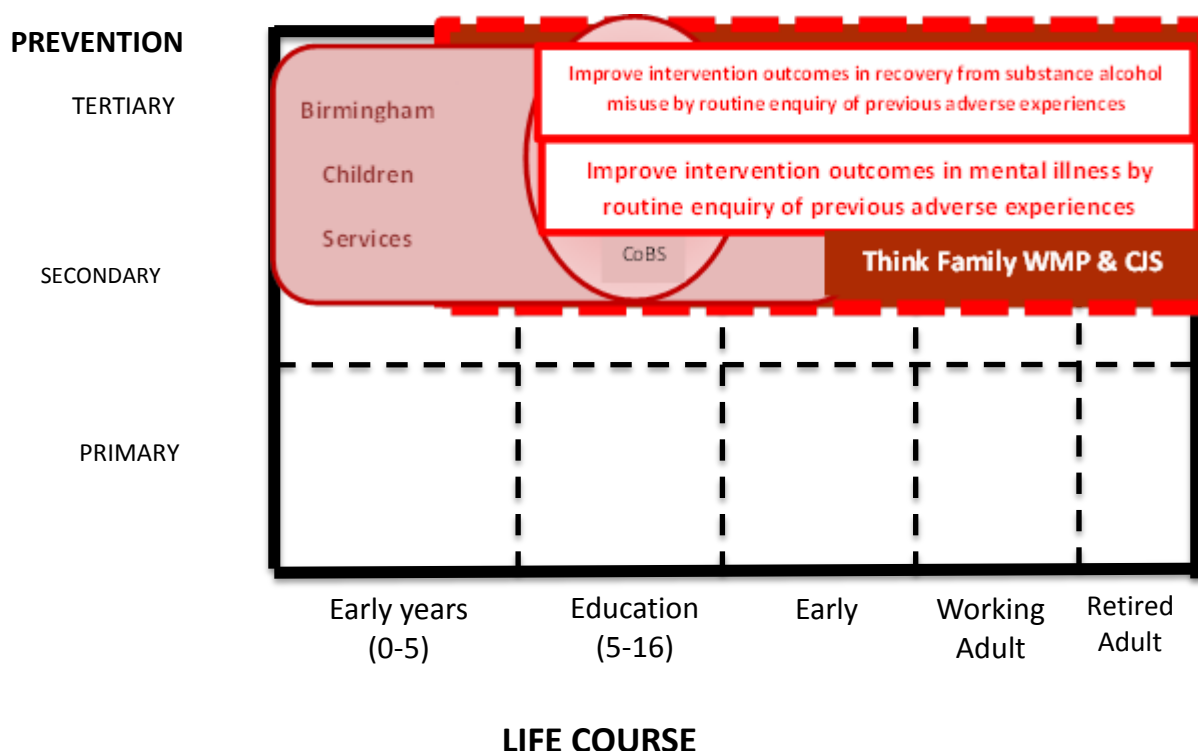 PREVENTION
TERTIARY
SECONDARY
PRIMARY
Birmingham
Children
Services
Improve intervention outcomes in recovery from substance alcohol
misuse by routine enquiry of previous adverse experiences
Improve intervention outcomes in mental illness by
routine enquiry of previous adverse experiences
CoBS
Think Family WMP & CJS
Early years
(0-5)
Education
(5-16)
Early
Working
Adult
Retired
Adult
LIFE COURSE